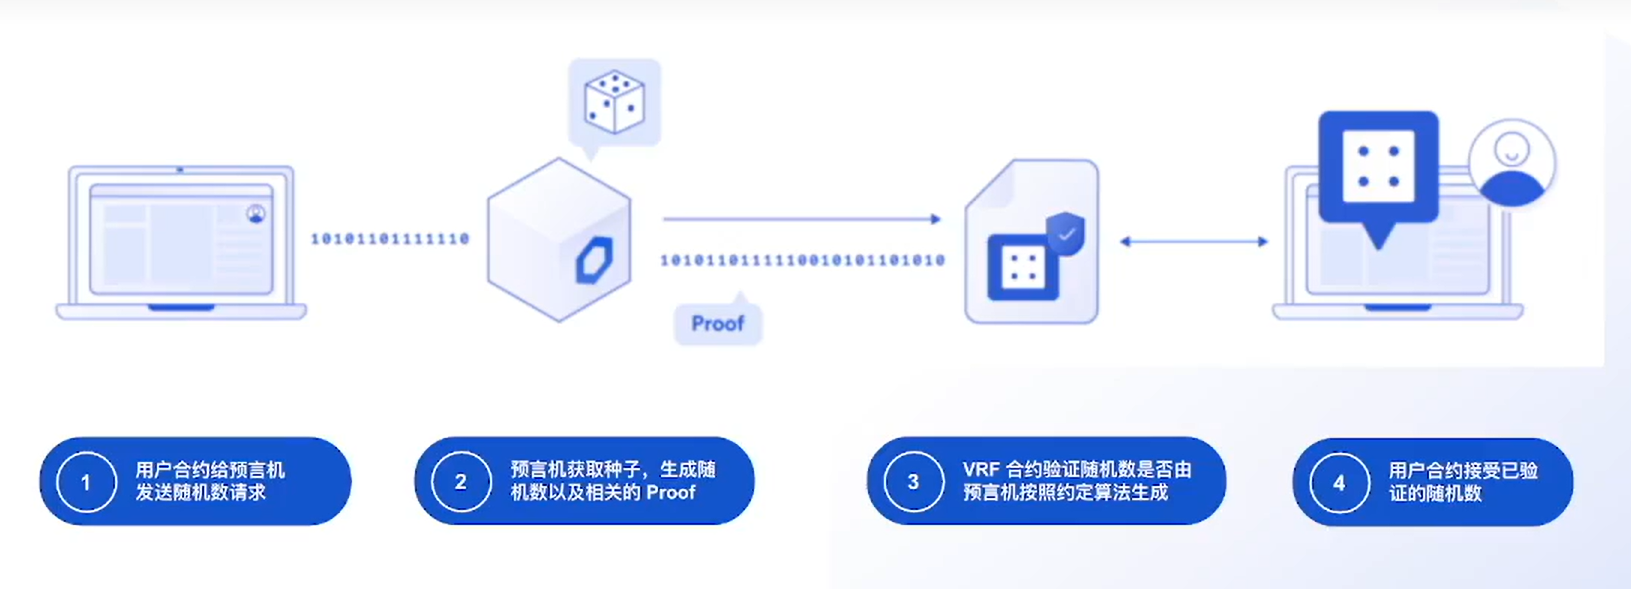 10101101111110
1010110111110010101101010
Proof
1
用户合约给预言机
发送随机数请求
2
预言机获取种子，生成随
机数以及相关的 Proof
3
VRF 合约验证随机数是否由
预言机按照约定算法生成
4
用户合约接受已验
证的随机数